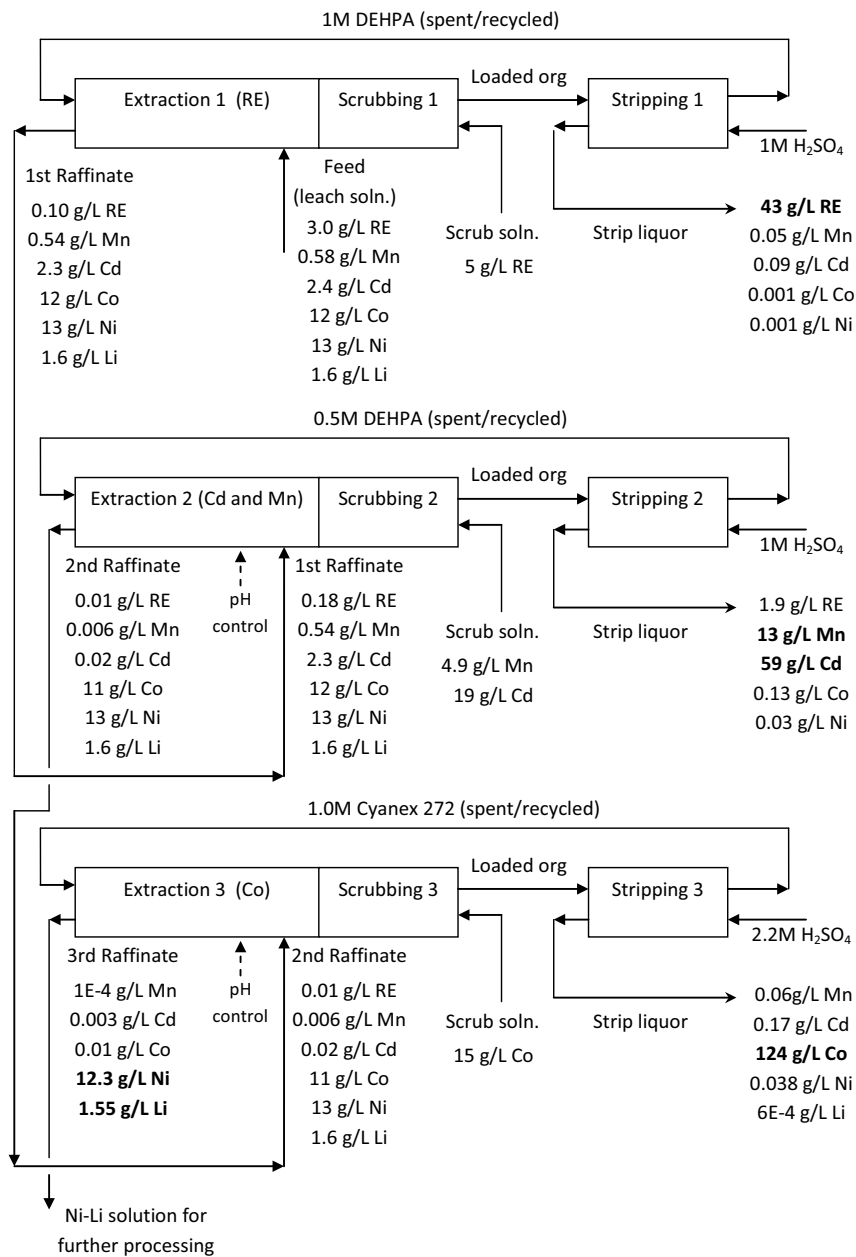 1M DEHPA (spent/recycled)
Extraction 1 (RE)
Scrubbing 1
Loaded org
Stripping 1
1M H₂SO₄
1st Raffinate
0.10 g/L RE
0.54 g/L Mn
2.3 g/L Cd
12 g/L Co
13 g/L Ni
1.6 g/L Li
Feed
(leach soln.)
3.0 g/L RE
0.58 g/L Mn
2.4 g/L Cd
12 g/L Co
13 g/L Ni
1.6 g/L Li
Scrub soln.
5 g/L RE
Strip liquor
43 g/L RE
0.05 g/L Mn
0.09 g/L Cd
0.001 g/L Co
0.001 g/L Ni
0.5M DEHPA (spent/recycled)
Extraction 2 (Cd and Mn)
Scrubbing 2
Loaded org
Stripping 2
1M H₂SO₄
2nd Raffinate
0.01 g/L RE
0.006 g/L Mn
0.02 g/L Cd
11 g/L Co
13 g/L Ni
1.6 g/L Li
pH
control
1st Raffinate
0.18 g/L RE
0.54 g/L Mn
2.3 g/L Cd
12 g/L Co
13 g/L Ni
1.6 g/L Li
Scrub soln.
4.9 g/L Mn
19 g/L Cd
Strip liquor
1.9 g/L RE
13 g/L Mn
59 g/L Cd
0.13 g/L Co
0.03 g/L Ni
1.0M Cyanex 272 (spent/recycled)
Extraction 3 (Co)
Scrubbing 3
Loaded org
Stripping 3
2.2M H₂SO₄
3rd Raffinate
1E-4 g/L Mn
0.003 g/L Cd
0.01 g/L Co
12.3 g/L Ni
1.55 g/L Li
pH
control
2nd Raffinate
0.01 g/L RE
0.006 g/L Mn
0.02 g/L Cd
11 g/L Co
13 g/L Ni
1.6 g/L Li
Scrub soln.
15 g/L Co
Strip liquor
0.06g/L Mn
0.17 g/L Cd
124 g/L Co
0.038 g/L Ni
6E-4 g/L Li
Ni-Li solution for
further processing